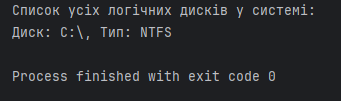 Список усіх логічних дисків у системі:
Диск: C:\, Тип: NTFS
Process finished with exit code 0